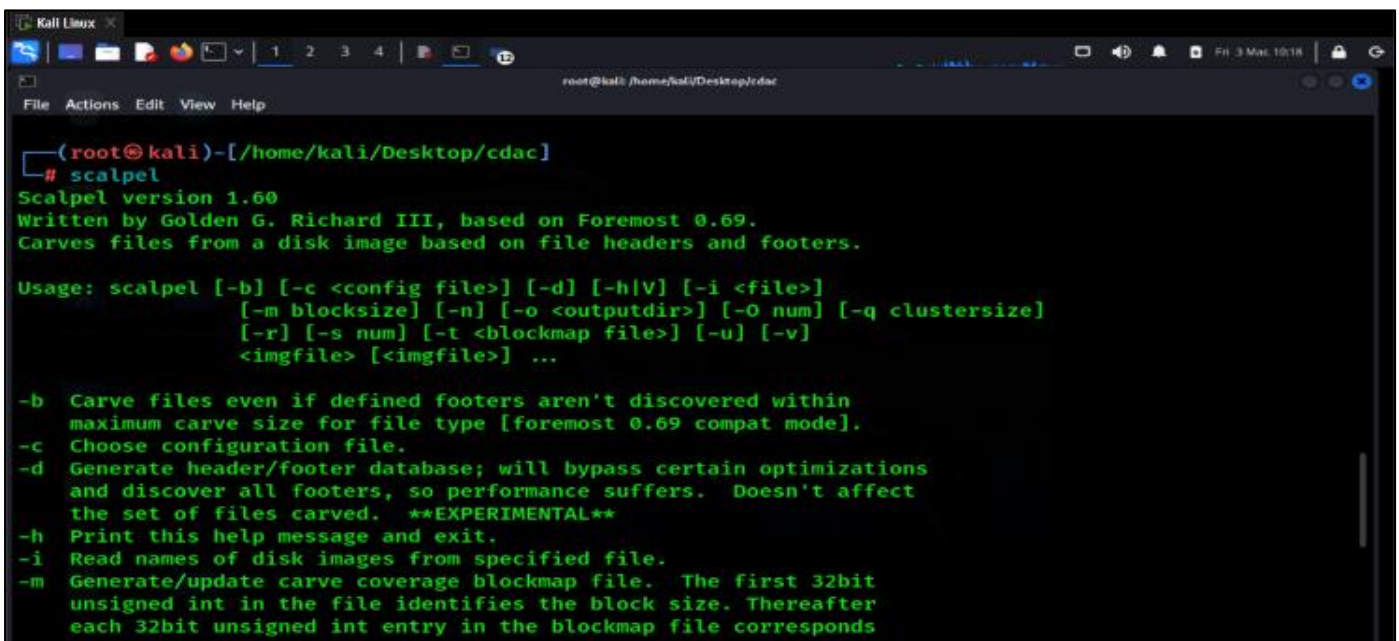 Kali Linux
1 2 3 4
12
Fri 3 Mac, 10:18
root@kali: /home/kali/Desktop/cdac
File Actions Edit View Help
(root㉿kali)-[/home/kali/Desktop/cdac]
# scalpel
Scalpel version 1.60
Written by Golden G. Richard III, based on Foremost 0.69.
Carves files from a disk image based on file headers and footers.
Usage: scalpel [-b] [-c <config file>] [-d] [-h|V] [-i <file>]
[-m blocksize] [-n] [-o <outputdir>] [-O num] [-q clustersize]
[-r] [-s num] [-t <blockmap file>] [-u] [-v]
<imgfile> [<imgfile>] ...
-b Carve files even if defined footers aren't discovered within
maximum carve size for file type [foremost 0.69 compat mode].
-c Choose configuration file.
-d Generate header/footer database; will bypass certain optimizations
and discover all footers, so performance suffers. Doesn't affect
the set of files carved. **EXPERIMENTAL**
-h Print this help message and exit.
-i Read names of disk images from specified file.
-m Generate/update carve coverage blockmap file. The first 32bit
unsigned int in the file identifies the block size. Thereafter
each 32bit unsigned int entry in the blockmap file corresponds